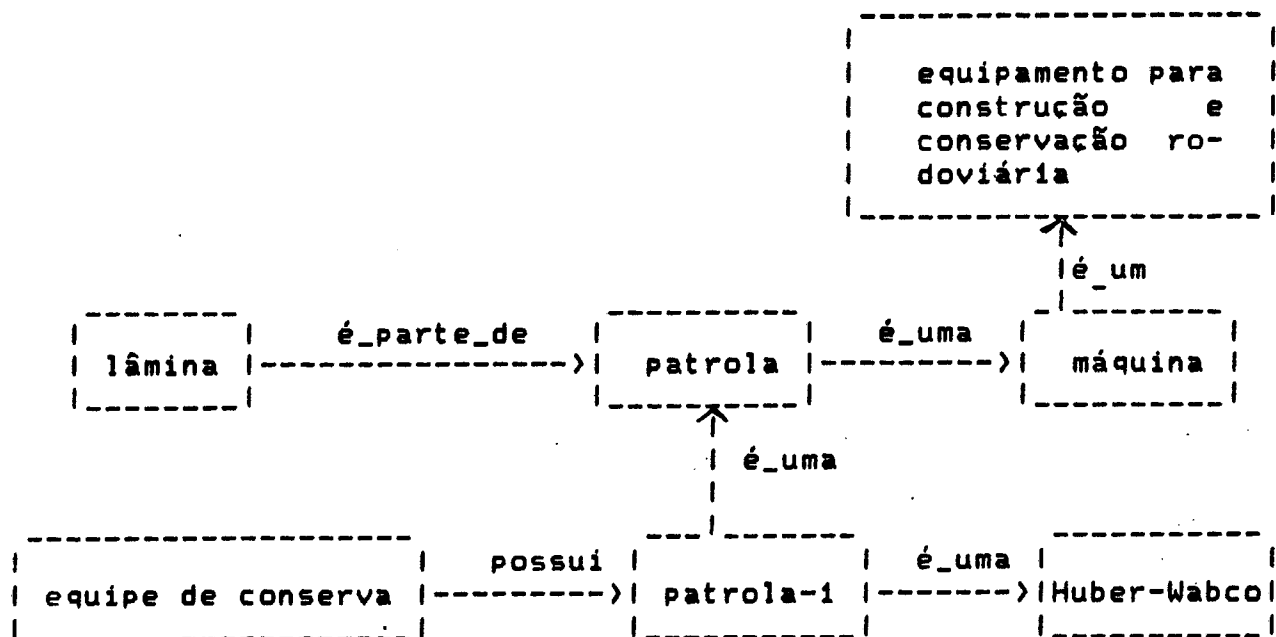 equipamento para
construção e
conservação ro-
doviária
é_um
lâmina
é_parte_de
patrola
é_uma
máquina
é_uma
equipe de conserva
possui
patrola-1
é_uma
Huber-Wabco